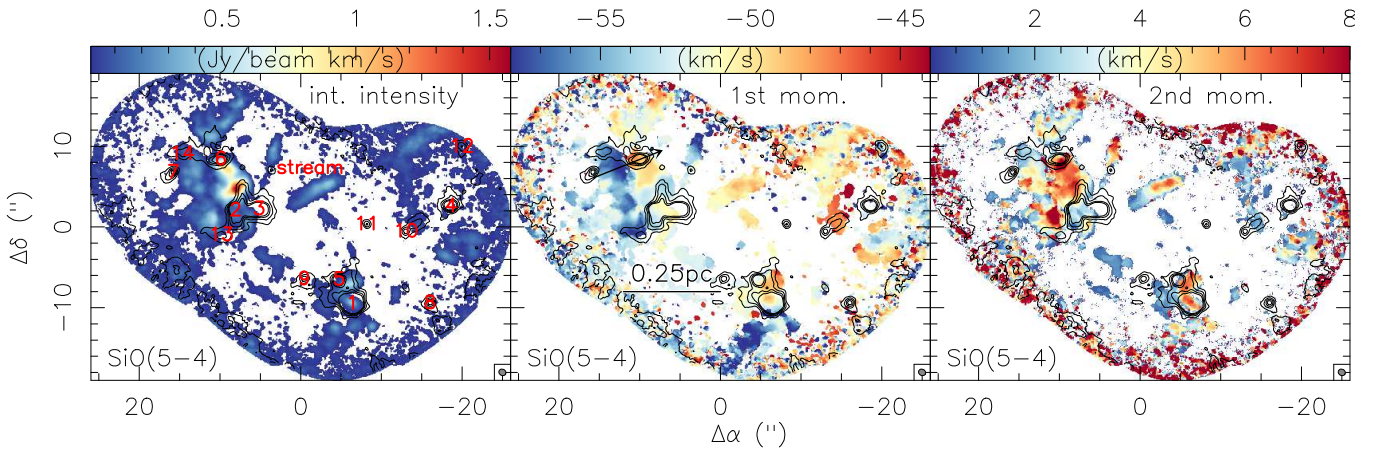 0.5 1 1.5 −55 −50 −45 2 4 6 8
(Jy/beam km/s) (km/s) (km/s)
int. intensity 1st mom. 2nd mom.
12
14 6
7 stream
10 0 −10
Δδ (")
2 3 4
11
13 10
9 5
0.25pc
1 8
SiO(5−4) SiO(5−4) SiO(5−4)
20 0 −20 20 0 −20 20 0 −20
Δα (")